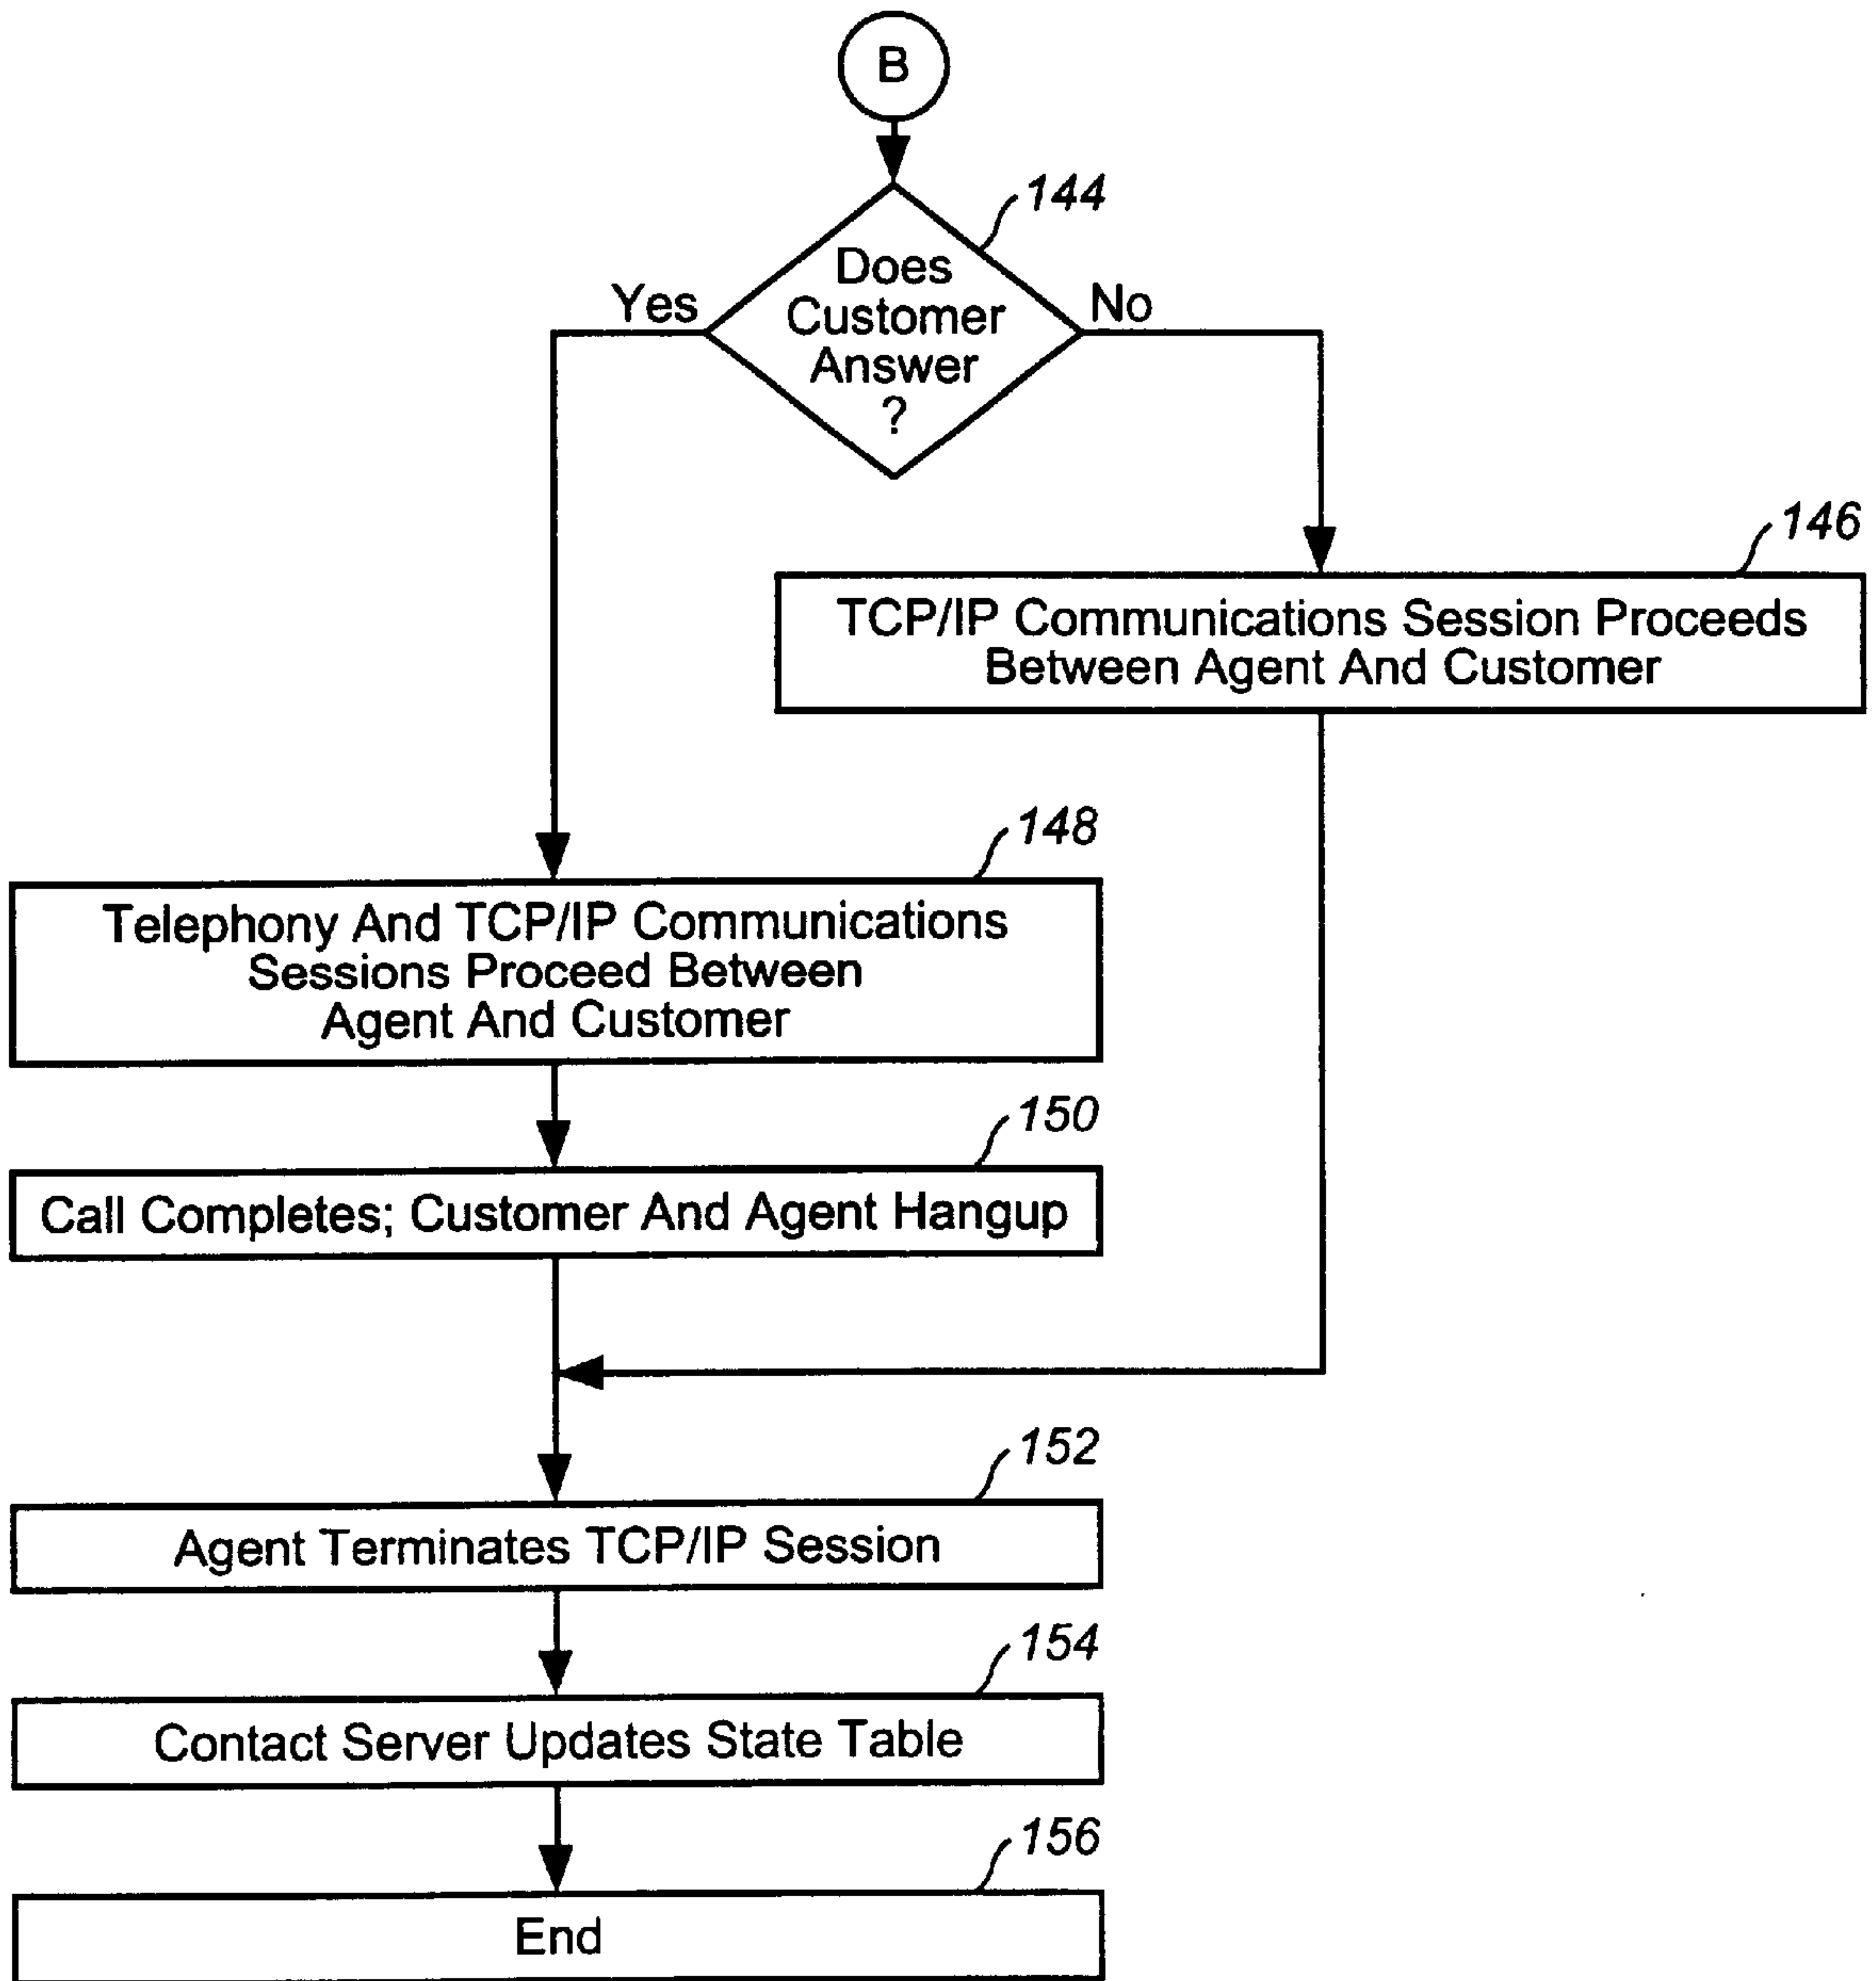 B
144
Does
Customer
Answer
?
Yes
No
146
TCP/IP Communications Session Proceeds
Between Agent And Customer
148
Telephony And TCP/IP Communications
Sessions Proceed Between
Agent And Customer
150
Call Completes; Customer And Agent Hangup
152
Agent Terminates TCP/IP Session
154
Contact Server Updates State Table
156
End